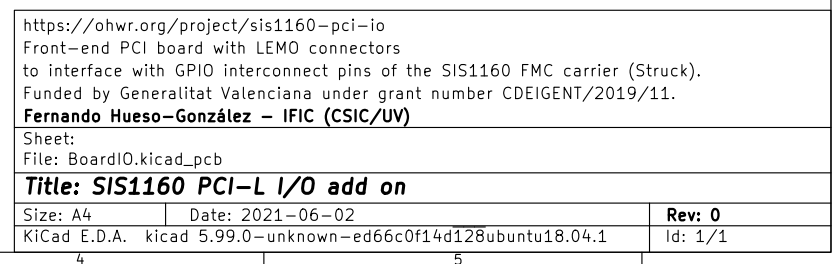 https://ohwr.org/project/sis1160-pci-io
Front-end PCI board with LEMO connectors
to interface with GPIO interconnect pins of the SIS1160 FMC carrier (Struck).
Funded by Generalitat Valenciana under grant number CDEIGENT/2019/11.
Fernando Hueso-González - IFIC (CSIC/UV)
Sheet:
File: BoardIO.kicad_pcb
Title: SIS1160 PCI-L I/O add on
Size: A4 Date: 2021-06-02 Rev: 0
KiCad E.D.A. kicad 5.99.0-unknown-ed66c0f14d128ubuntu18.04.1 Id: 1/1
4 5